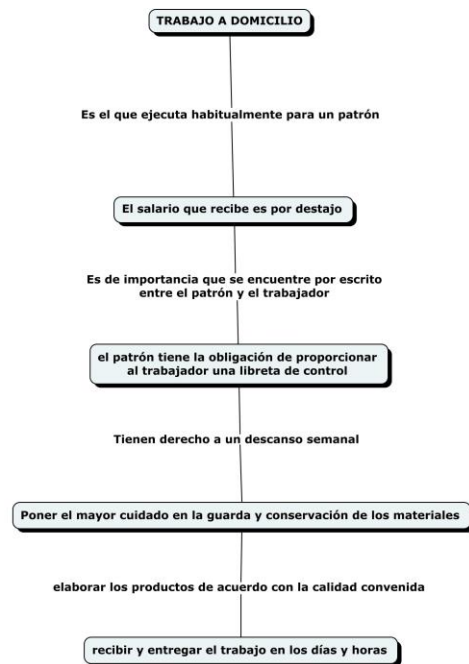 TRABAJO A DOMICILIO
Es el que ejecuta habitualmente para un patrón
El salario que recibe es por destajo
Es de importancia que se encuentre por escrito
entre el patrón y el trabajador
el patrón tiene la obligación de proporcionar
al trabajador una libreta de control
Tienen derecho a un descanso semanal
Poner el mayor cuidado en la guarda y conservación de los materiales
elaborar los productos de acuerdo con la calidad convenida
recibir y entregar el trabajo en los días y horas